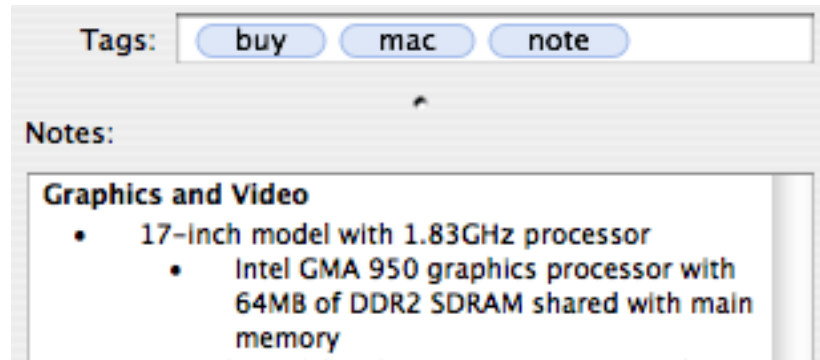 Tags: buy mac note
Notes:
Graphics and Video
• 17-inch model with 1.83GHz processor
• Intel GMA 950 graphics processor with
64MB of DDR2 SDRAM shared with main
memory